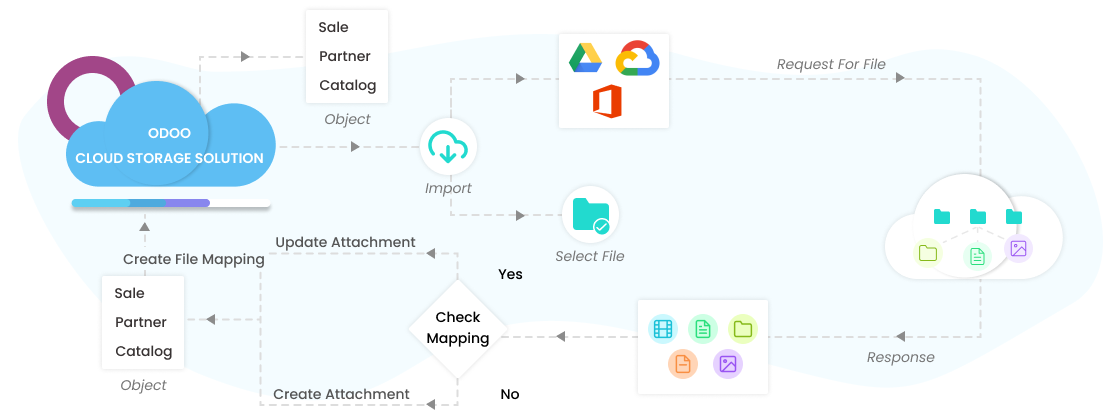 Sale
Partner
Catalog
Object
ODOO
CLOUD STORAGE SOLUTION
Import
Request For File
Select File
Update Attachment
Create File Mapping
Yes
Sale
Partner
Catalog
Object
Check
Mapping
Response
Create Attachment
No